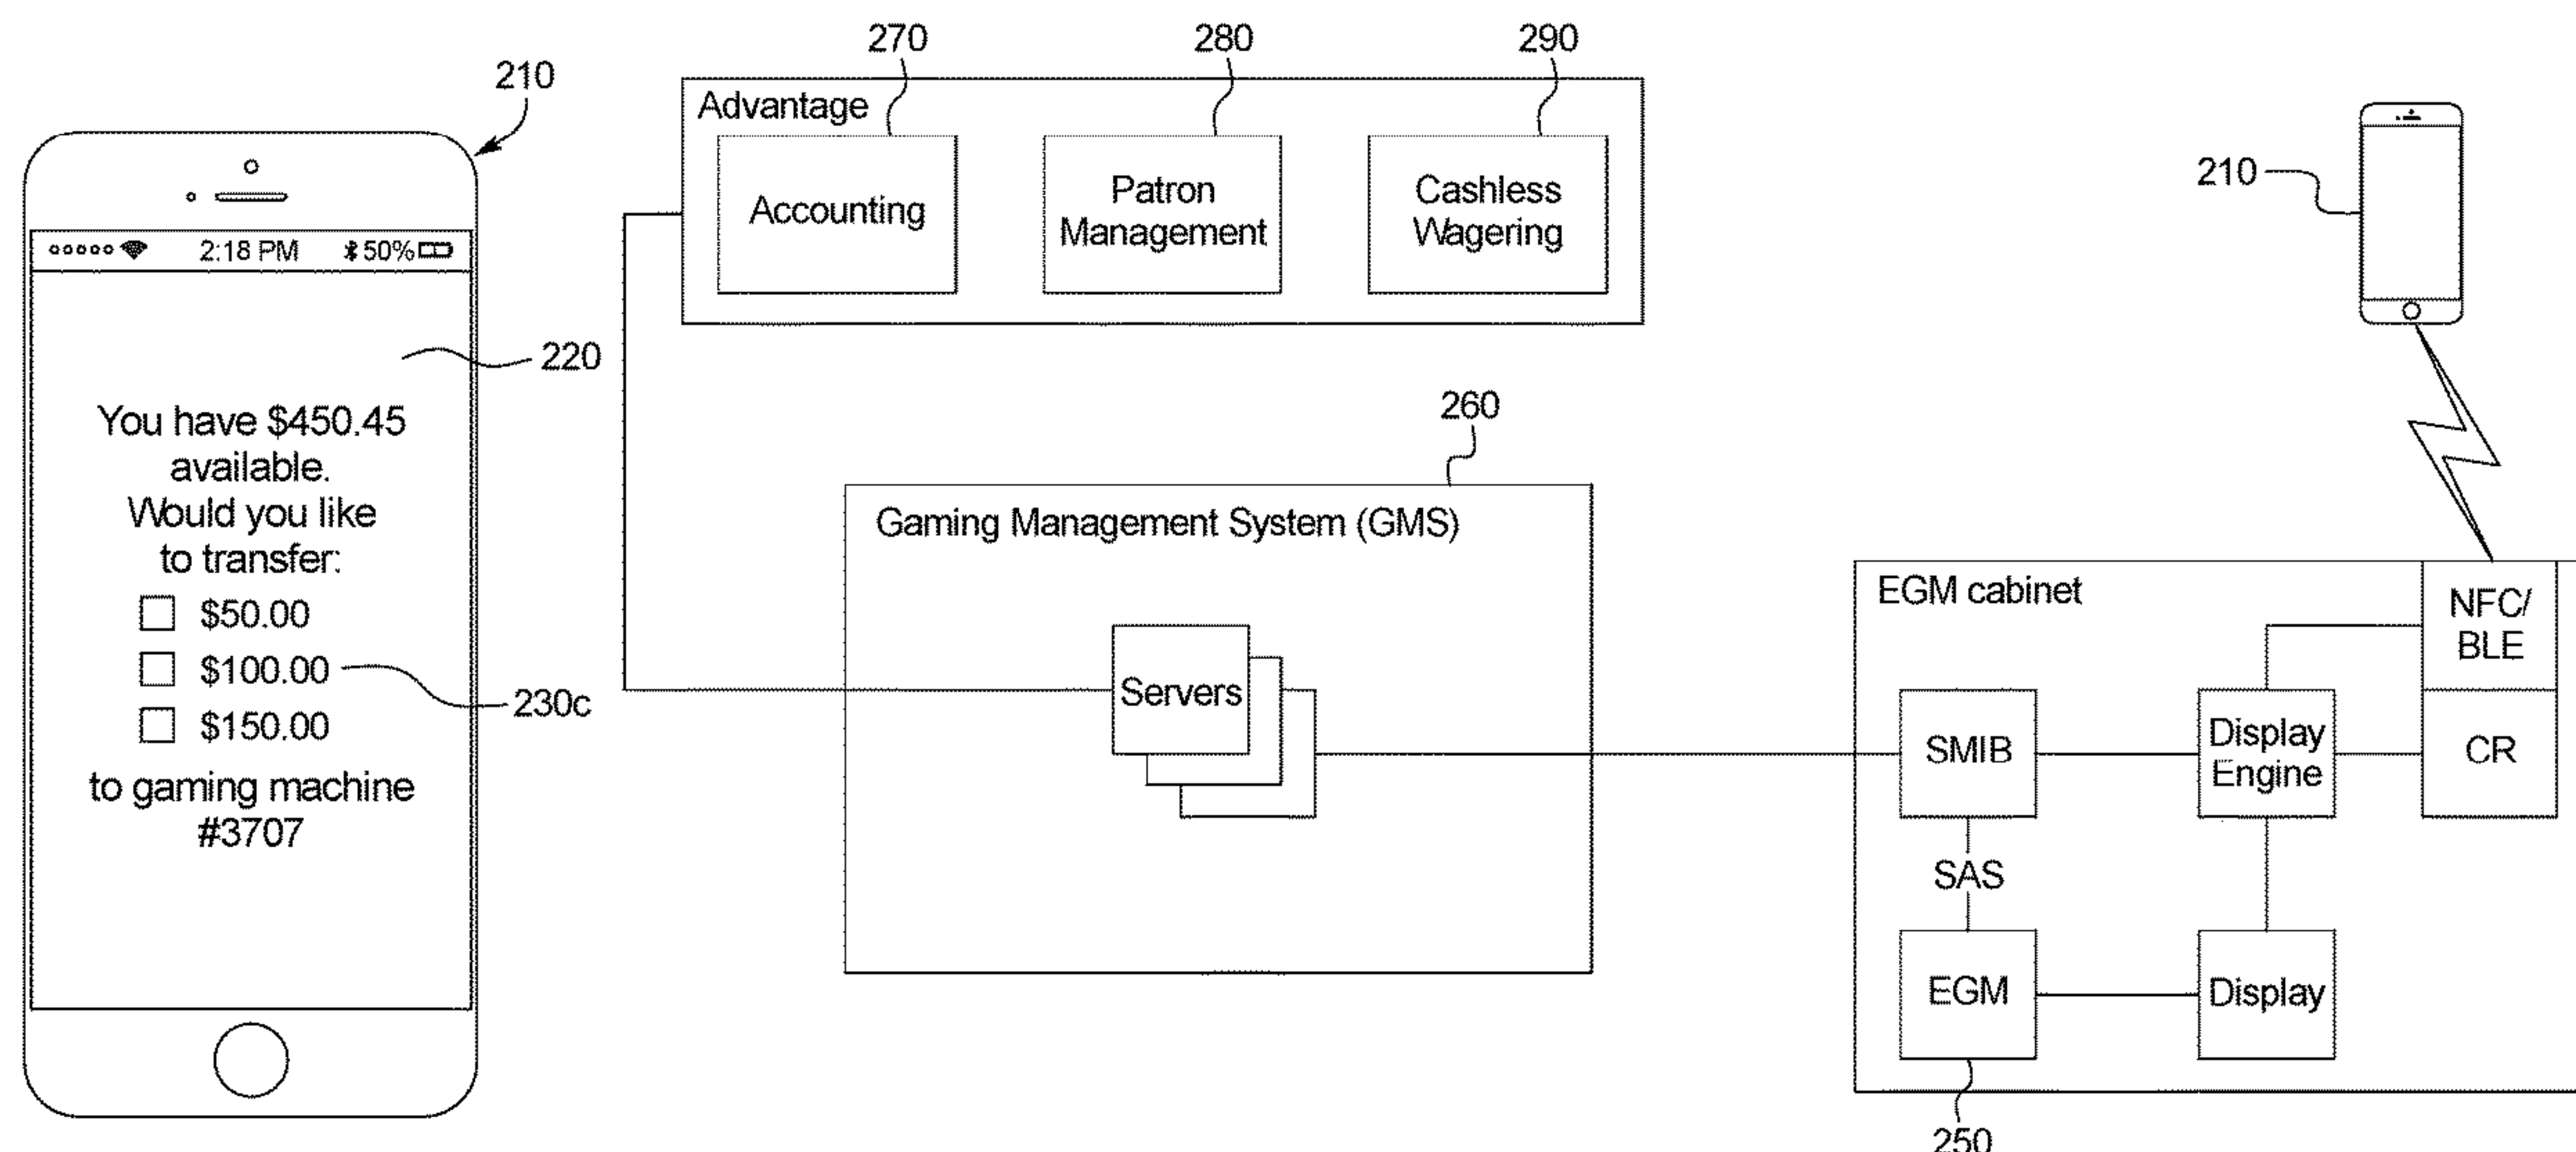 210
2:18 PM
50%
220
You have $450.45
available.
Would you like
to transfer:
$50.00
$100.00
230c
$150.00
to gaming machine
#3707
270
280
290
Advantage
Accounting
Patron
Management
Cashless
Wagering
260
Gaming Management System (GMS)
Servers
210
EGM cabinet
NFC/
BLE
SMIB
Display
Engine
CR
SAS
EGM
Display
250